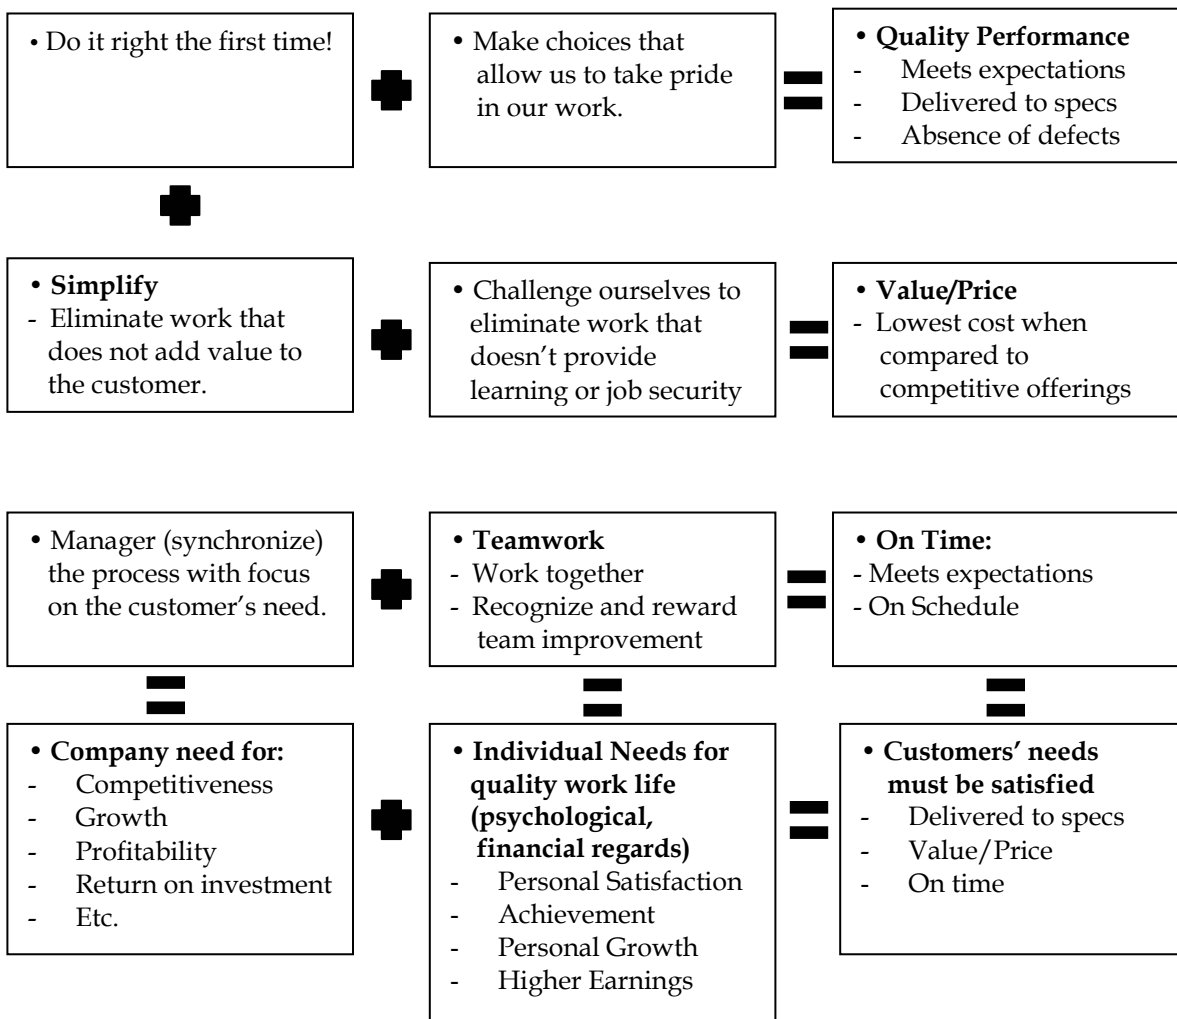 • Do it right the first time!
• Make choices that
allow us to take pride
in our work.
• Quality Performance
- Meets expectations
- Delivered to specs
- Absence of defects
• Simplify
- Eliminate work that
does not add value to
the customer.
• Challenge ourselves to
eliminate work that
doesn't provide
learning or job security
• Value/Price
- Lowest cost when
compared to
competitive offerings
• Manager (synchronize)
the process with focus
on the customer's need.
• Teamwork
- Work together
- Recognize and reward
team improvement
• On Time:
- Meets expectations
- On Schedule
• Company need for:
- Competitiveness
- Growth
- Profitability
- Return on investment
- Etc.
• Individual Needs for
quality work life
(psychological,
financial regards)
- Personal Satisfaction
- Achievement
- Personal Growth
- Higher Earnings
• Customers' needs
must be satisfied
- Delivered to specs
- Value/Price
- On time